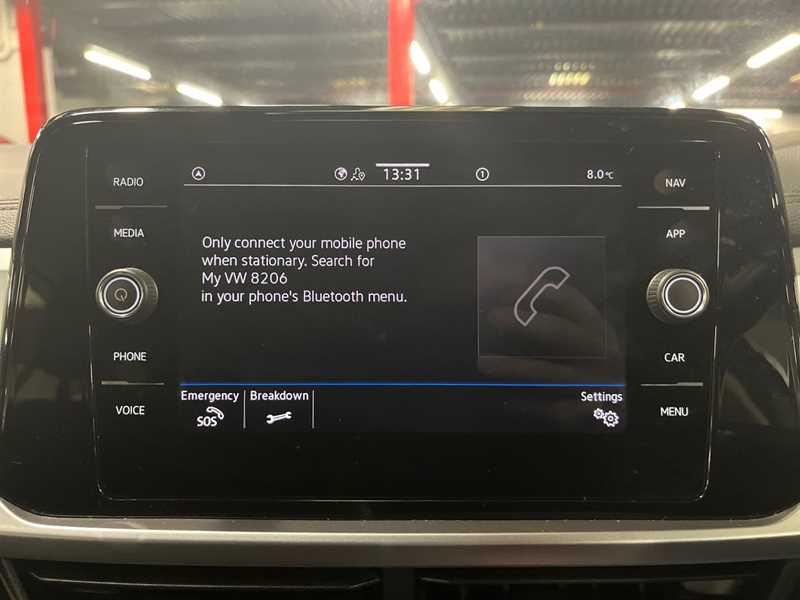 RADIO
MEDIA
PHONE
VOICE
13:31
1
8.0°C
Only connect your mobile phone
when stationary. Search for
My VW 8206
in your phone's Bluetooth menu.
Emergency
SOS
Breakdown
Settings
NAV
APP
CAR
MENU